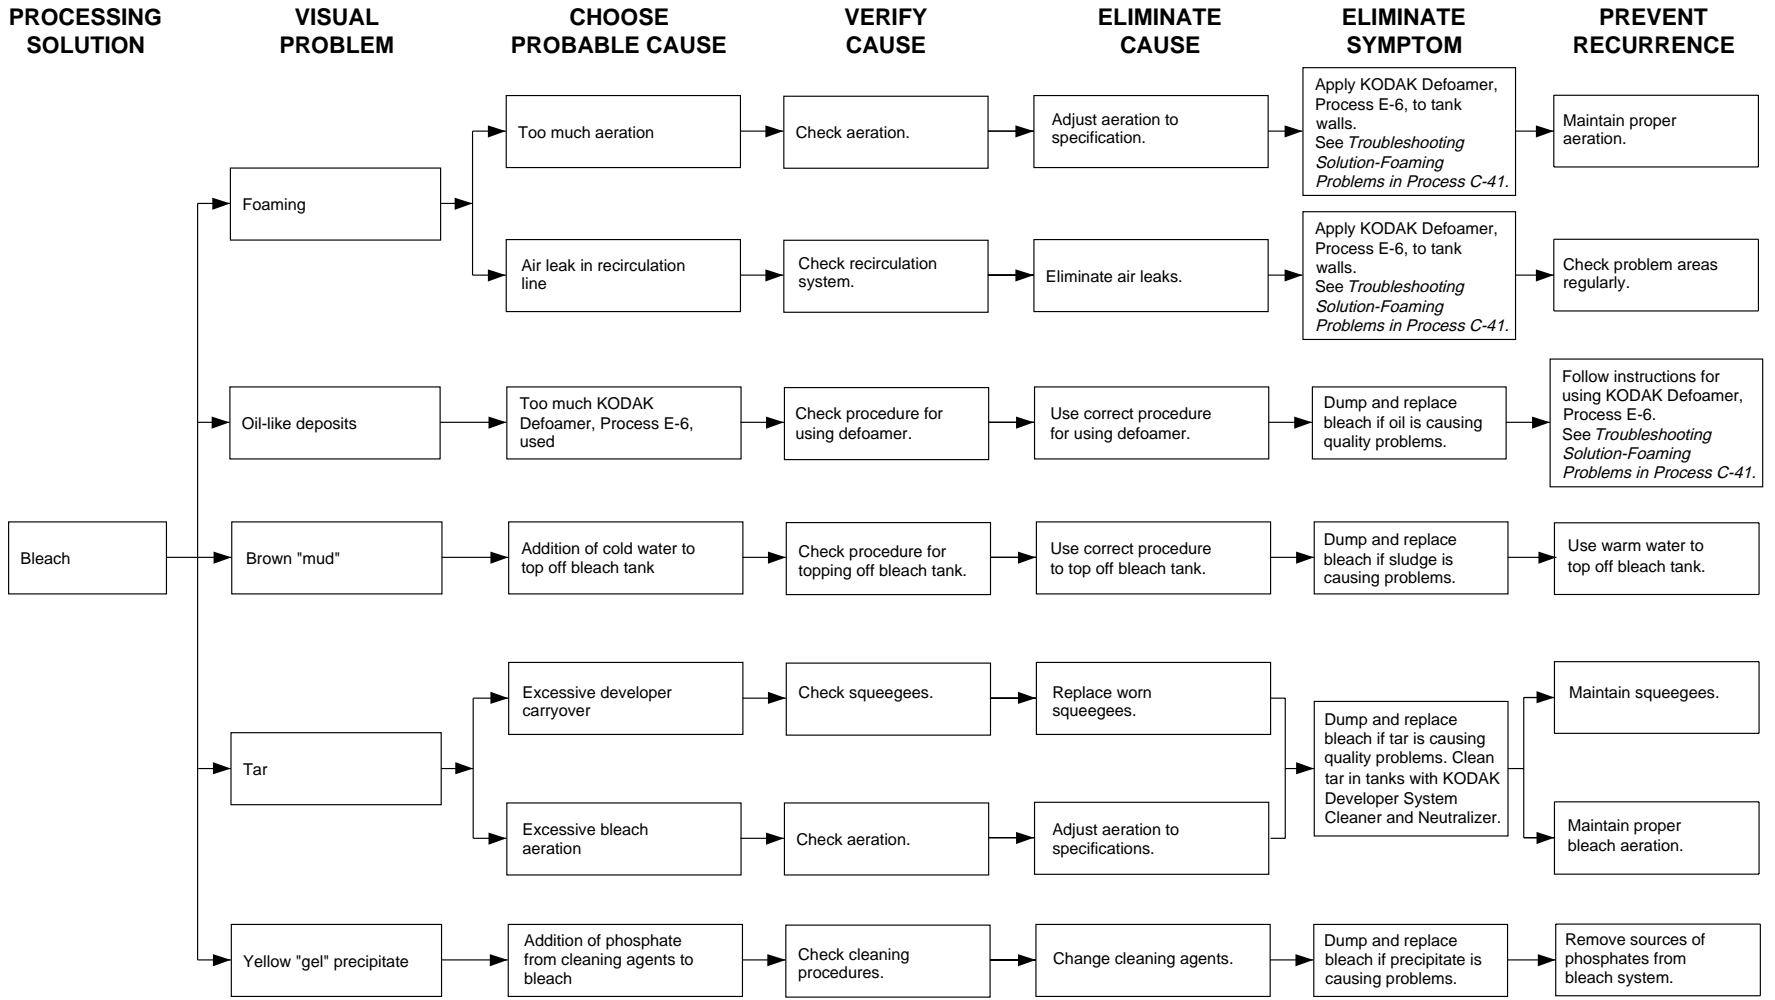 PROCESSING
SOLUTION
VISUAL
PROBLEM
CHOOSE
PROBABLE CAUSE
VERIFY
CAUSE
ELIMINATE
CAUSE
ELIMINATE
SYMPTOM
PREVENT
RECURRENCE
Bleach
Foaming
Too much aeration
Check aeration.
Adjust aeration to
specification.
Apply KODAK Defoamer,
Process E-6, to tank
walls.
See Troubleshooting
Solution-Foaming
Problems in Process C-41.
Maintain proper
aeration.
Air leak in recirculation
line
Check recirculation
system.
Eliminate air leaks.
Apply KODAK Defoamer,
Process E-6, to tank
walls.
See Troubleshooting
Solution-Foaming
Problems in Process C-41.
Check problem areas
regularly.
Oil-like deposits
Too much KODAK
Defoamer, Process E-6,
used
Check procedure for
using defoamer.
Use correct procedure
for using defoamer.
Dump and replace
bleach if oil is causing
quality problems.
Follow instructions for
using KODAK Defoamer,
Process E-6.
See Troubleshooting
Solution-Foaming
Problems in Process C-41.
Brown "mud"
Addition of cold water to
top off bleach tank
Check procedure for
topping off bleach tank.
Use correct procedure
to top off bleach tank.
Dump and replace
bleach if sludge is
causing problems.
Use warm water to
top off bleach tank.
Tar
Excessive developer
carryover
Check squeegees.
Replace worn
squeegees.
Excessive bleach
aeration
Check aeration.
Adjust aeration to
specifications.
Dump and replace
bleach if tar is causing
quality problems. Clean
tar in tanks with KODAK
Developer System
Cleaner and Neutralizer.
Maintain squeegees.
Maintain proper
bleach aeration.
Yellow "gel" precipitate
Addition of phosphate
from cleaning agents to
bleach
Check cleaning
procedures.
Change cleaning agents.
Dump and replace
bleach if precipitate is
causing problems.
Remove sources of
phosphates from
bleach system.